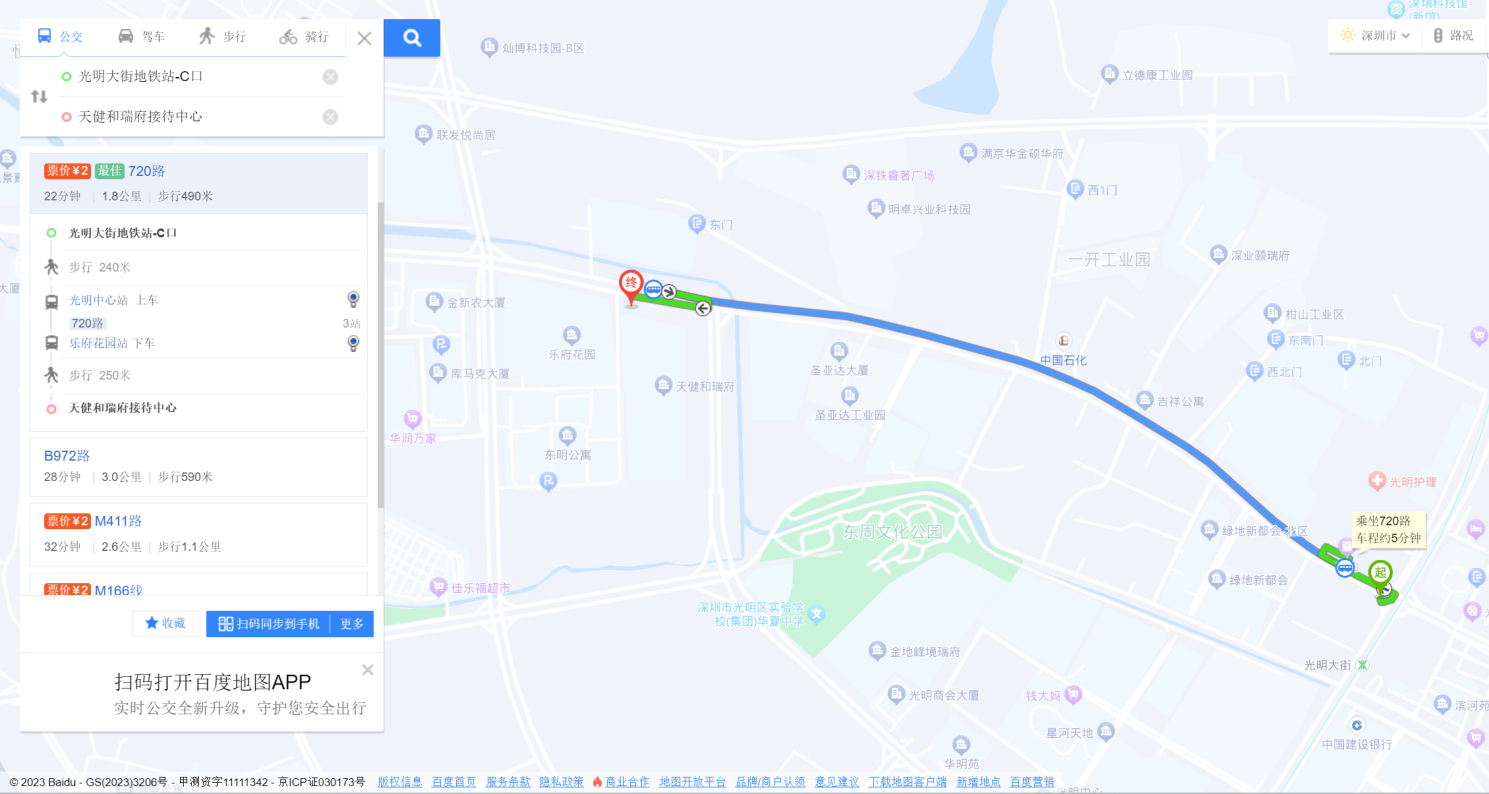 公交
驾车
步行
骑行
光明大街地铁站-C口
天健和瑞府接待中心
票价¥2 最佳 720路
22分钟 | 1.8公里 | 步行490米
光明大街地铁站-C口
步行 240米
光明中心站 上车
720路 3站
乐府花园站 下车
步行 250米
天健和瑞府接待中心
B972路
28分钟 | 3.0公里 | 步行590米
票价¥2 M411路
32分钟 | 2.6公里 | 步行1.1公里
票价¥2 M166线
收藏
扫码同步到手机 | 更多
扫码打开百度地图APP
实时公交全新升级，守护您安全出行
深圳科技馆
(新馆)
深圳市
路况
灿博科技园-B区
立德康工业园
联发悦尚居
满京华金硕华府
深铁睿著广场
西1门
明卓兴业科技园
东门
一开工业园
深业颐瑞府
终
金新农大厦
柑山工业区
乐府花园
中国石化
东南门
北门
圣亚达大厦
西北门
库马克大厦
天健和瑞府
吉祥公寓
圣亚达工业园
华润万家
东明公寓
光明护理
东周文化公园
绿地新都会-北区
乘坐720路
车程约5分钟
起
绿地新都会
佳乐福超市
深圳市光明区实验学
校(集团)华夏中学
金地峰境瑞府
光明大街
光明商会大厦
钱大妈
滨河苑
星河天地
中国建设银行
华明苑
大厦
© 2023 Baidu - GS(2023)3206号 - 甲测资字11111342 - 京ICP证030173号 版权信息 百度首页 服务条款 隐私政策 商业合作 地图开放平台 品牌/商户认领 意见建议 下载地图客户端 新增地点 百度营销
光明中心